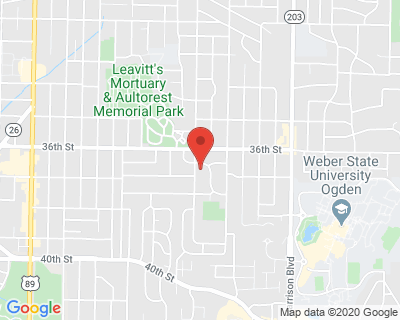 203
Leavitt's
Mortuary
& Aultorest
Memorial Park
26
36th St
36th St
Weber State
University
Ogden
40th St
40th St
89
rrison Blvd
Google
Map data ©2020 Google